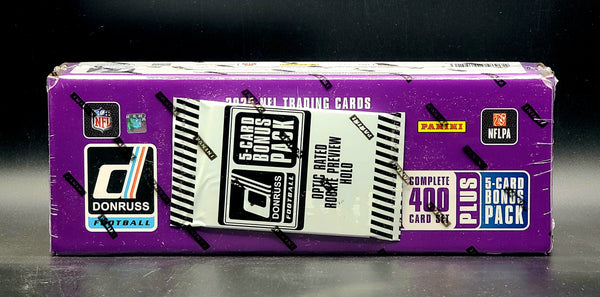 2025 NFL TRADING CARDS
NFL
PANINI
NFLPA
DONRUSS
FOOTBALL
5-CARD
BONUS
PACK
DONRUSS
FOOTBALL
OPTIC RATED
ROOKIE PREVIEW
HOLO
COMPLETE
400
CARD SET
PLUS
5-CARD
BONUS
PACK